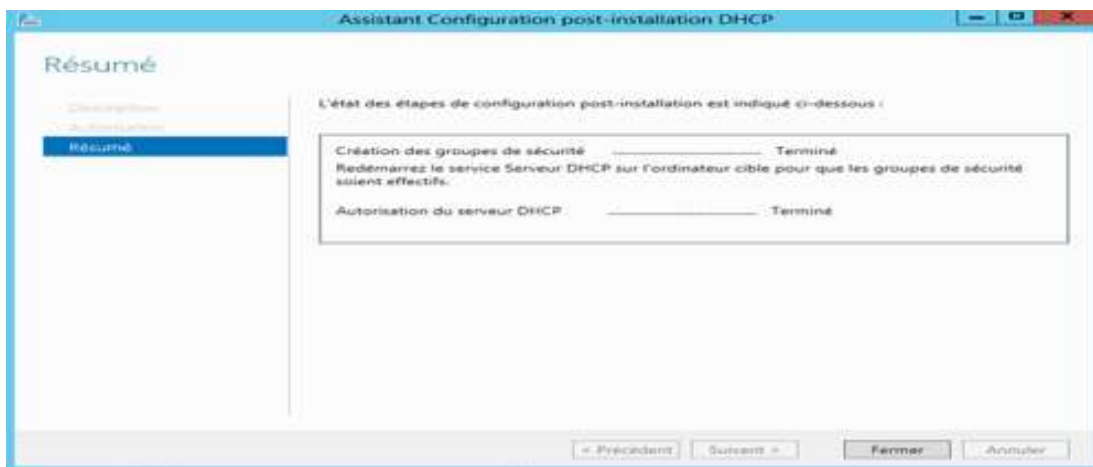 Assistant Configuration post-installation DHCP
Résumé
Description
Autorisation
Résumé
L'état des étapes de configuration post-installation est indiqué ci-dessous :
Création des groupes de sécurité Terminé
Redémarrez le service Serveur DHCP sur l'ordinateur cible pour que les groupes de sécurité
soient effectifs.
Autorisation du serveur DHCP Terminé
< Précédent Suivant > Fermer Annuler